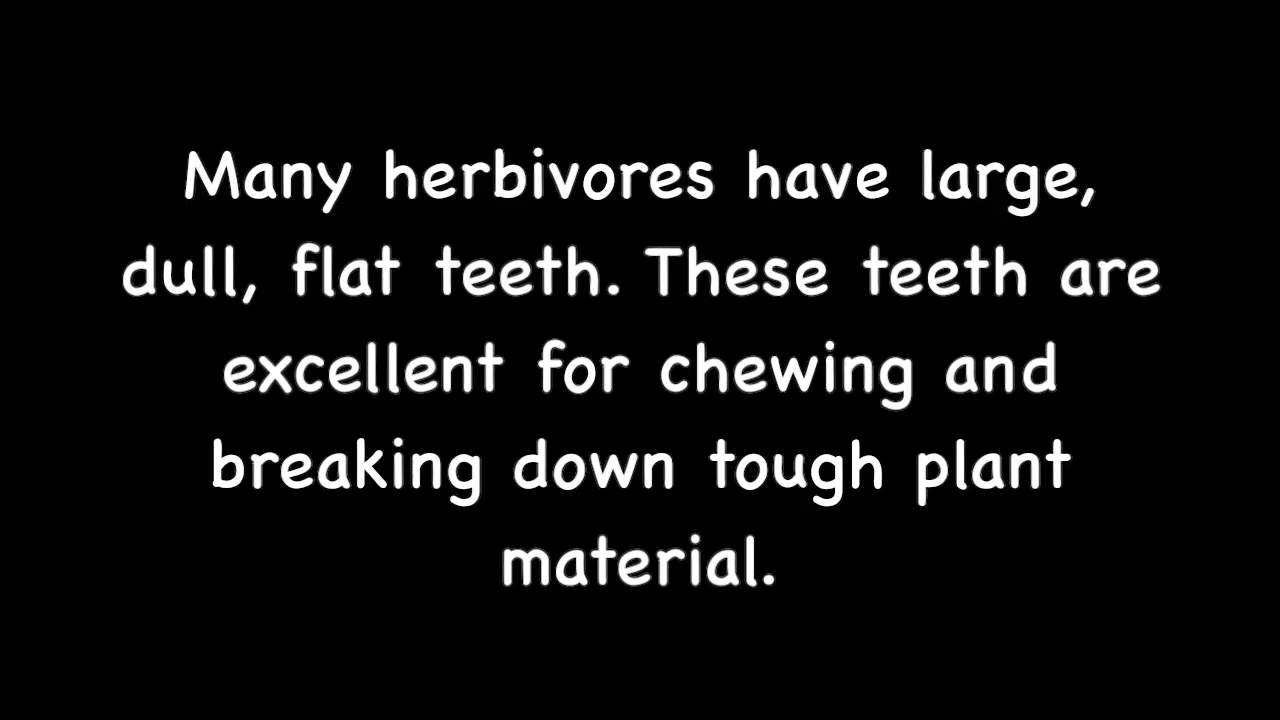 Many herbivores have large,
dull, flat teeth. These teeth are
excellent for chewing and
breaking down tough plant
material.